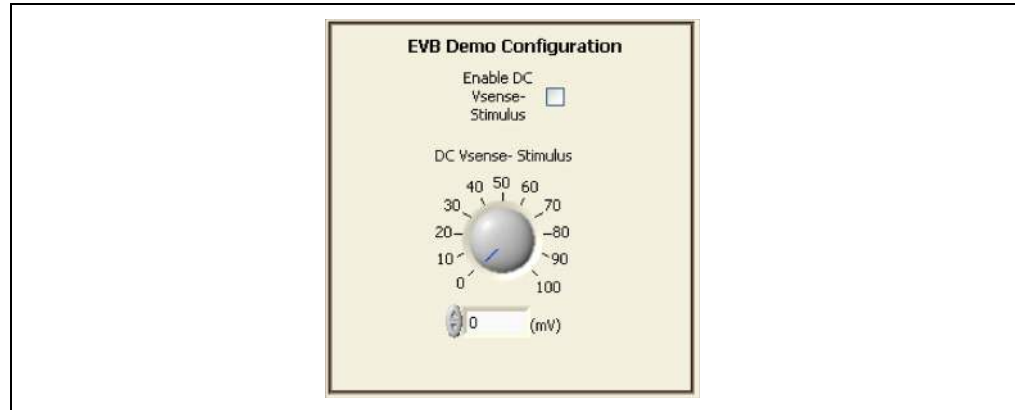 EVB Demo Configuration
Enable DC
Vsense-
Stimulus
DC Vsense- Stimulus
40 50 60
30 70
20 80
10 90
0 100
0 (mV)